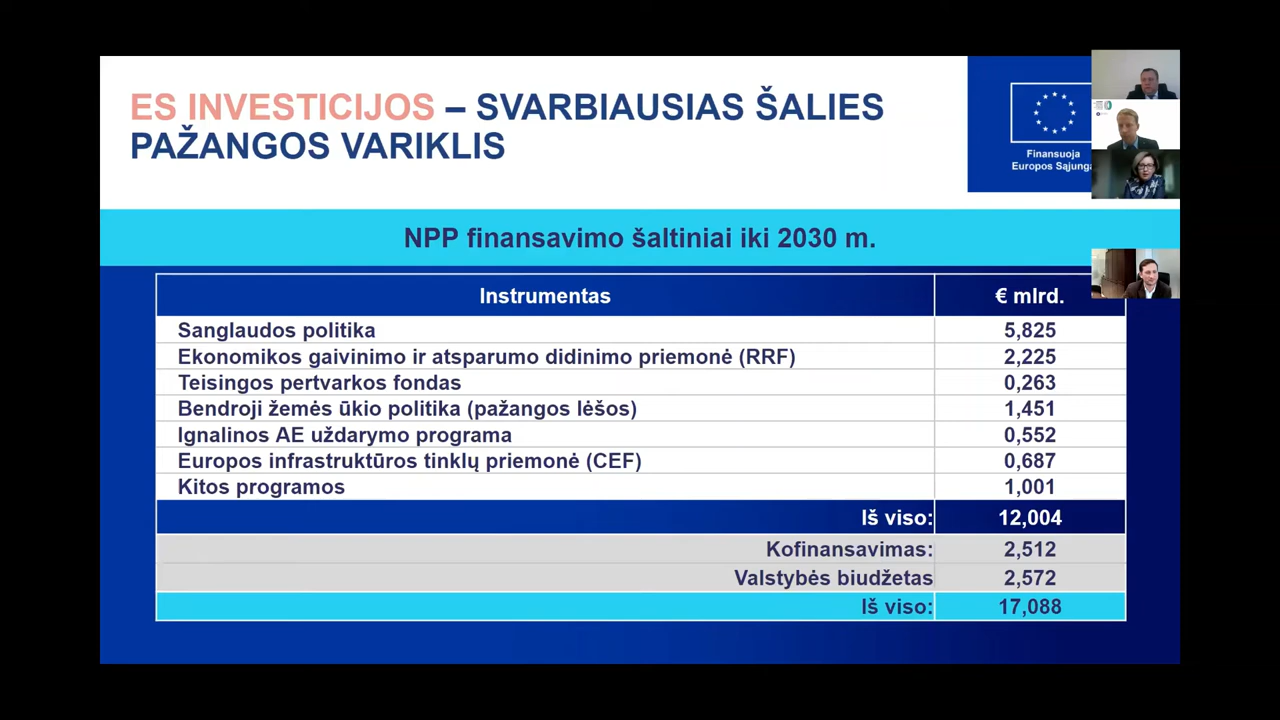 ES INVESTICIJOS – SVARBIAUSIAS ŠALIES
PAŽANGOS VARIKLIS
Finansuoja
Europos Sąjunga
NPP finansavimo šaltiniai iki 2030 m.
Instrumentas € mlrd.
Sanglaudos politika 5,825
Ekonomikos gaivinimo ir atsparumo didinimo priemonė (RRF) 2,225
Teisingos pertvarkos fondas 0,263
Bendroji žemės ūkio politika (pažangos lėšos) 1,451
Ignalinos AE uždarymo programa 0,552
Europos infrastruktūros tinklų priemonė (CEF) 0,687
Kitos programos 1,001
Iš viso: 12,004
Kofinansavimas: 2,512
Valstybės biudžetas 2,572
Iš viso: 17,088